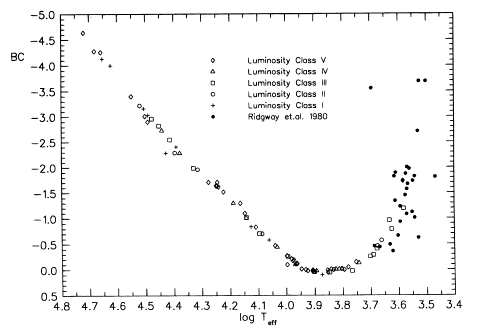 -5.0
-4.5
BC
-4.0
-3.5
-3.0
-2.5
-2.0
-1.5
-1.0
-0.5
0.0
0.5
◇ Luminosity Class V
△ Luminosity Class IV
□ Luminosity Class III
○ Luminosity Class II
+ Luminosity Class I
• Ridgway et.al. 1980
4.8 4.7 4.6 4.5 4.4 4.3 4.2 4.1 4.0 3.9 3.8 3.7 3.6 3.5 3.4
log T eff